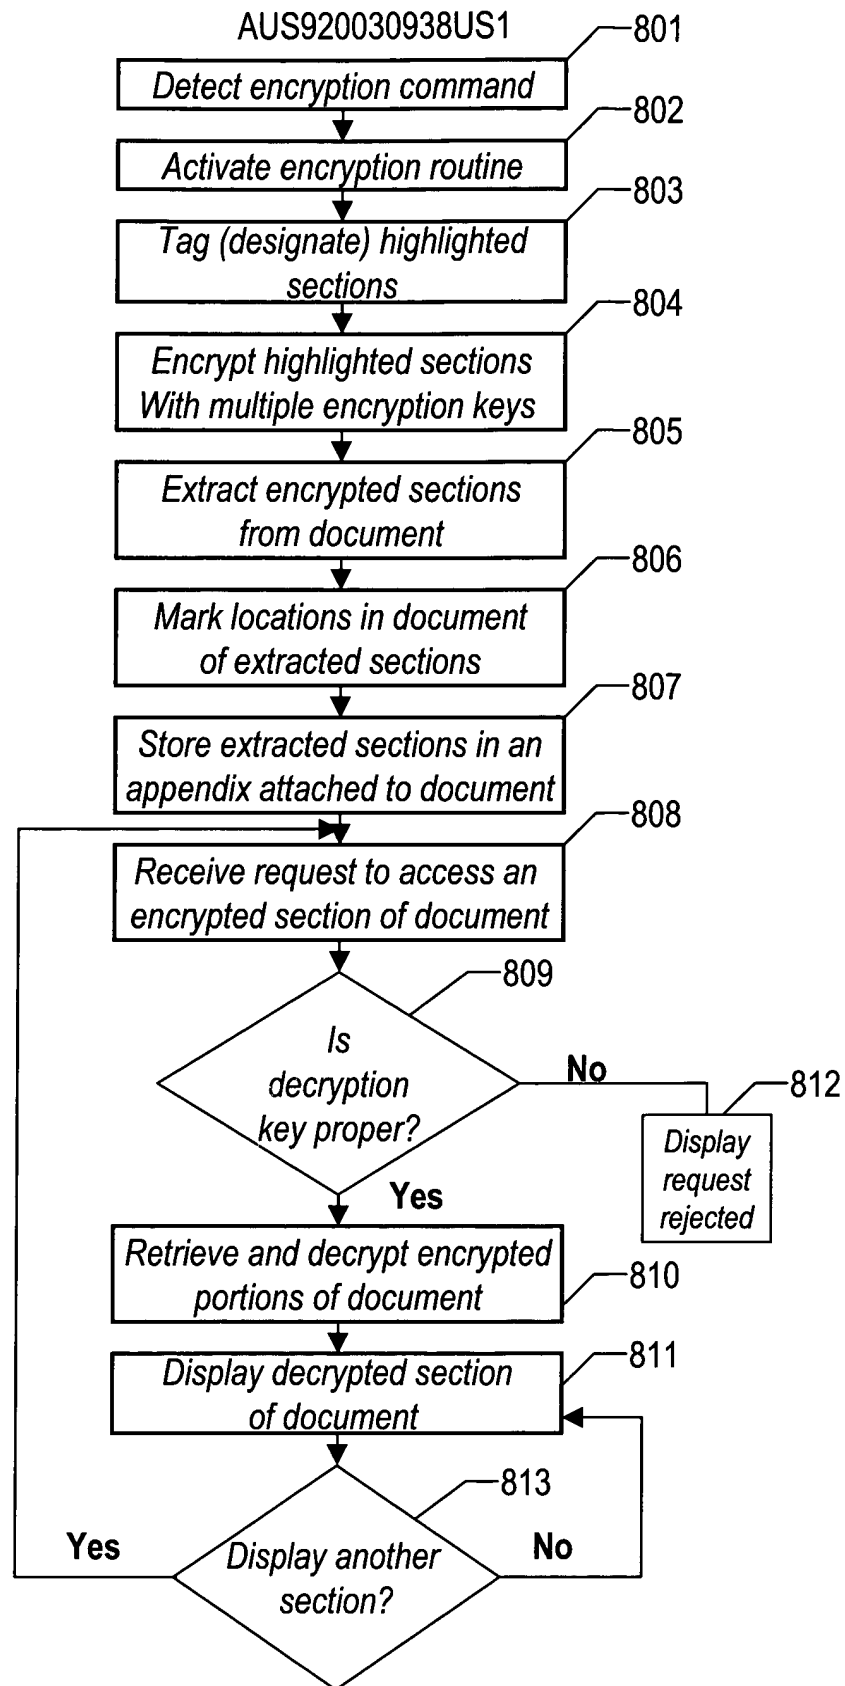 AUS920030938US1
801
Detect encryption command
802
Activate encryption routine
803
Tag (designate) highlighted
sections
804
Encrypt highlighted sections
With multiple encryption keys
805
Extract encrypted sections
from document
806
Mark locations in document
of extracted sections
807
Store extracted sections in an
appendix attached to document
808
Receive request to access an
encrypted section of document
809
Is
decryption
key proper?
No
812
Display
request
rejected
Yes
Retrieve and decrypt encrypted
portions of document
810
811
Display decrypted section
of document
813
Yes
Display another
section?
No